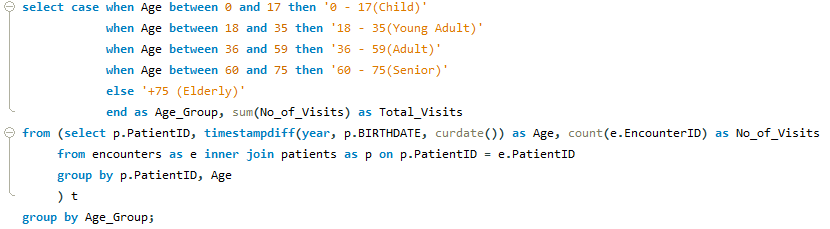 select case when Age between 0 and 17 then '0 - 17(Child)'
when Age between 18 and 35 then '18 - 35(Young Adult)'
when Age between 36 and 59 then '36 - 59(Adult)'
when Age between 60 and 75 then '60 - 75(Senior)'
else '+75 (Elderly)'
end as Age_Group, sum(No_of_Visits) as Total_Visits
from (select p.PatientID, timestampdiff(year, p.BIRTHDATE, curdate()) as Age, count(e.EncounterID) as No_of_Visits
from encounters as e inner join patients as p on p.PatientID = e.PatientID
group by p.PatientID, Age
) t
group by Age_Group;